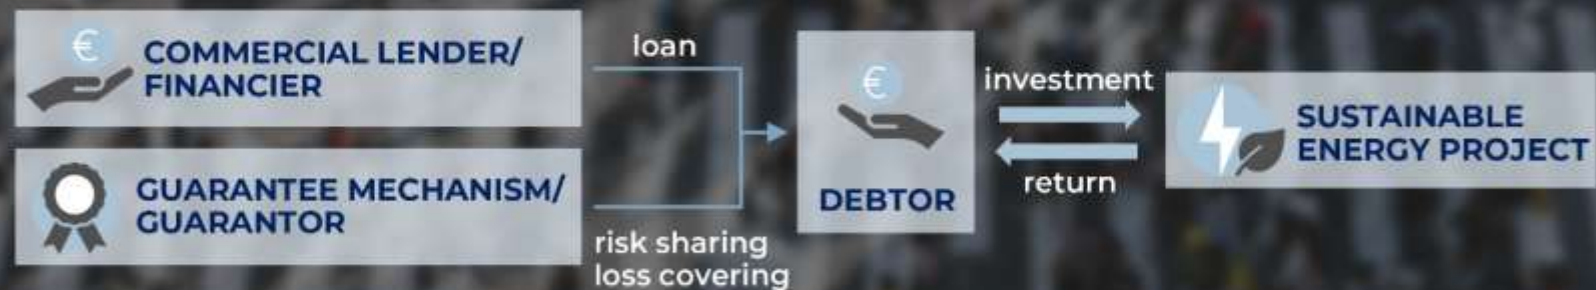 € COMMERCIAL LENDER/
FINANCIER
loan
GUARANTEE MECHANISM/
GUARANTOR
risk sharing
loss covering
€
DEBTOR
investment
return
SUSTAINABLE
ENERGY PROJECT